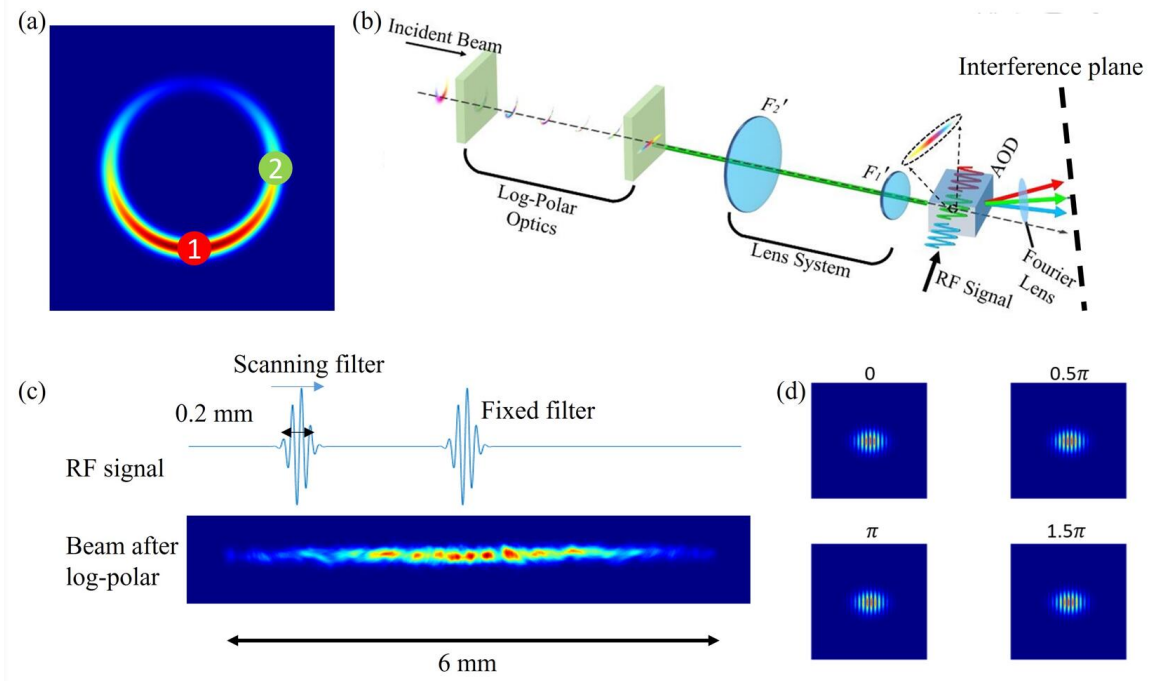 (a)
1
2
(b)
Incident Beam
Log-Polar
Optics
F₂'
Lens System
F₁'
AOD
RF Signal
Fourier
Lens
Interference plane
(c)
Scanning filter
0.2 mm
Fixed filter
RF signal
Beam after
log-polar
6 mm
(d)
0
0.5π
π
1.5π